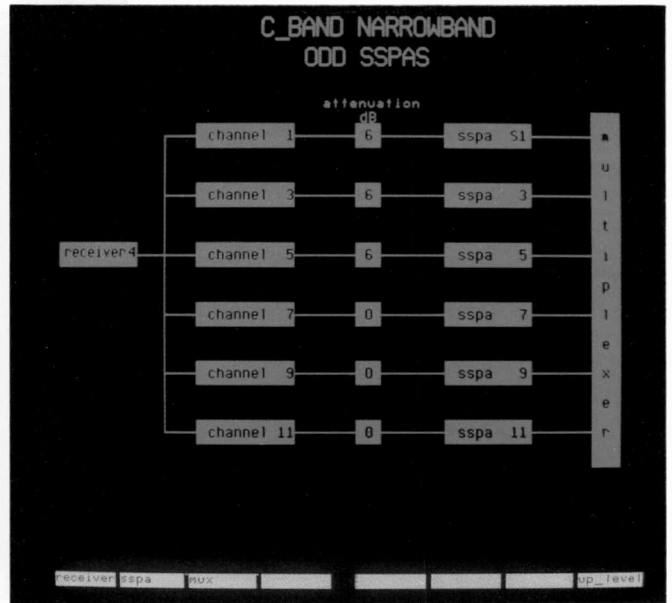 C_BAND NARROWBAND
ODD SSPAS
attenuation
dB
channel 1 6 sspa S1
channel 3 6 sspa 3
receiver4 channel 5 6 sspa 5
channel 7 0 sspa 7
channel 9 0 sspa 9
channel 11 0 sspa 11
multiplexer
receiver sspa mux up_level